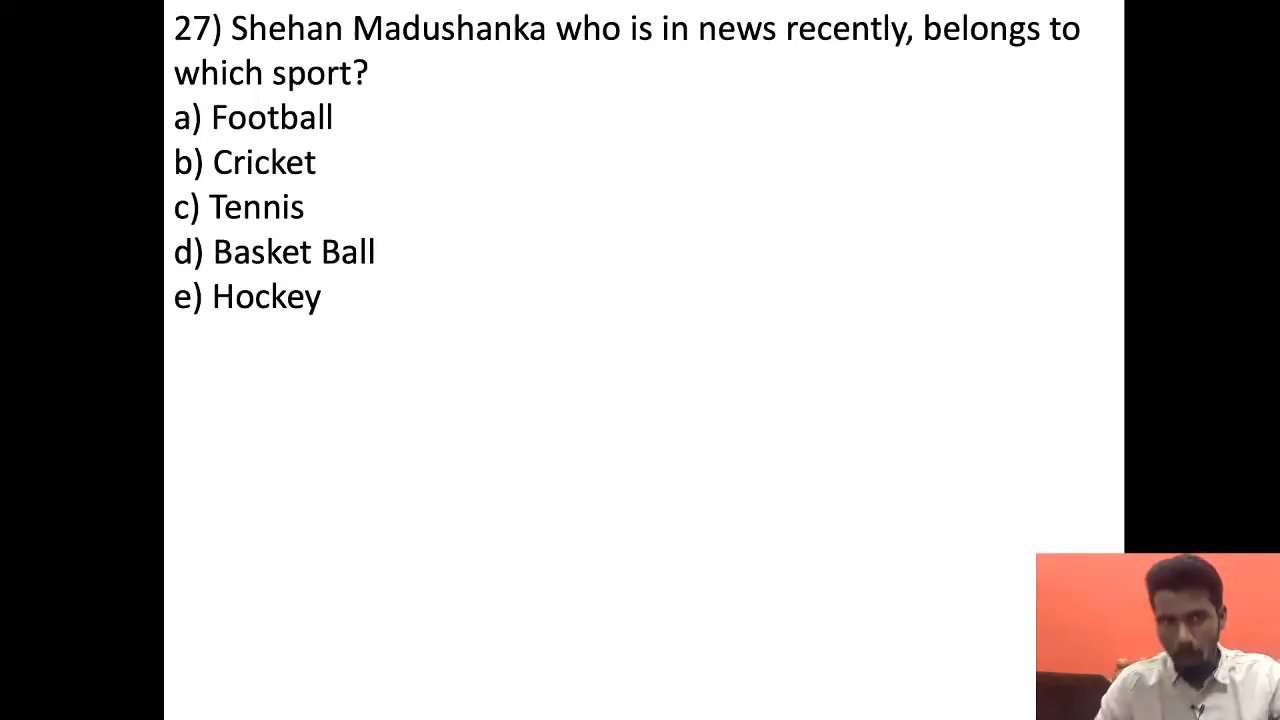 27) Shehan Madushanka who is in news recently, belongs to
which sport?
a) Football
b) Cricket
c) Tennis
d) Basket Ball
e) Hockey